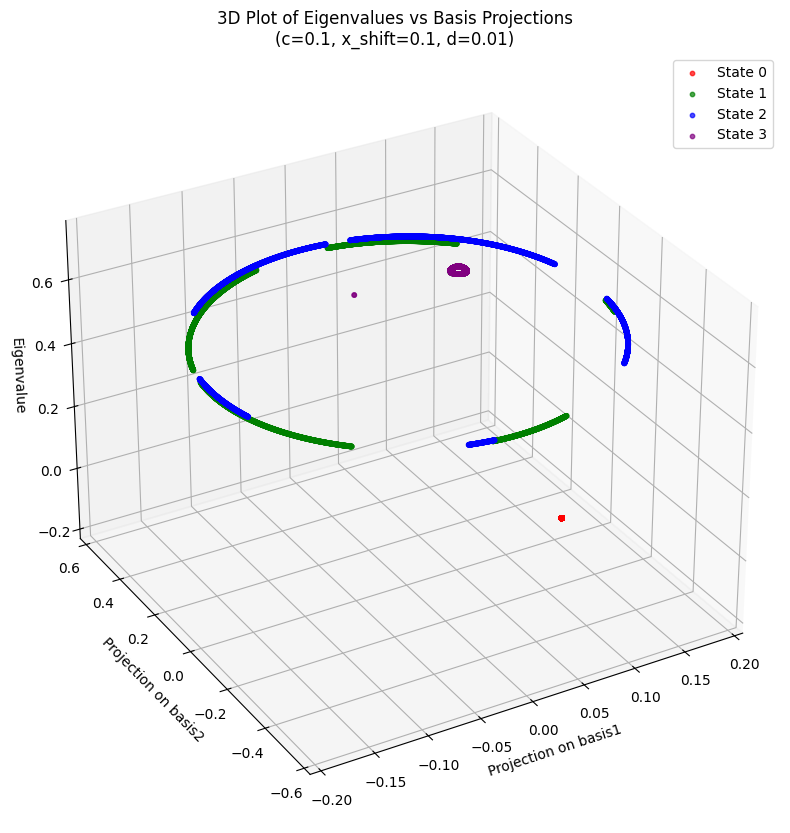 3D Plot of Eigenvalues vs Basis Projections
(c=0.1, x_shift=0.1, d=0.01)
State 0
State 1
State 2
State 3
Eigenvalue
0.6
0.4
0.2
0.0
−0.2
Projection on basis2
0.6
0.4
0.2
0.0
−0.2
−0.4
−0.6
Projection on basis1
−0.20
−0.15
−0.10
−0.05
0.00
0.05
0.10
0.15
0.20